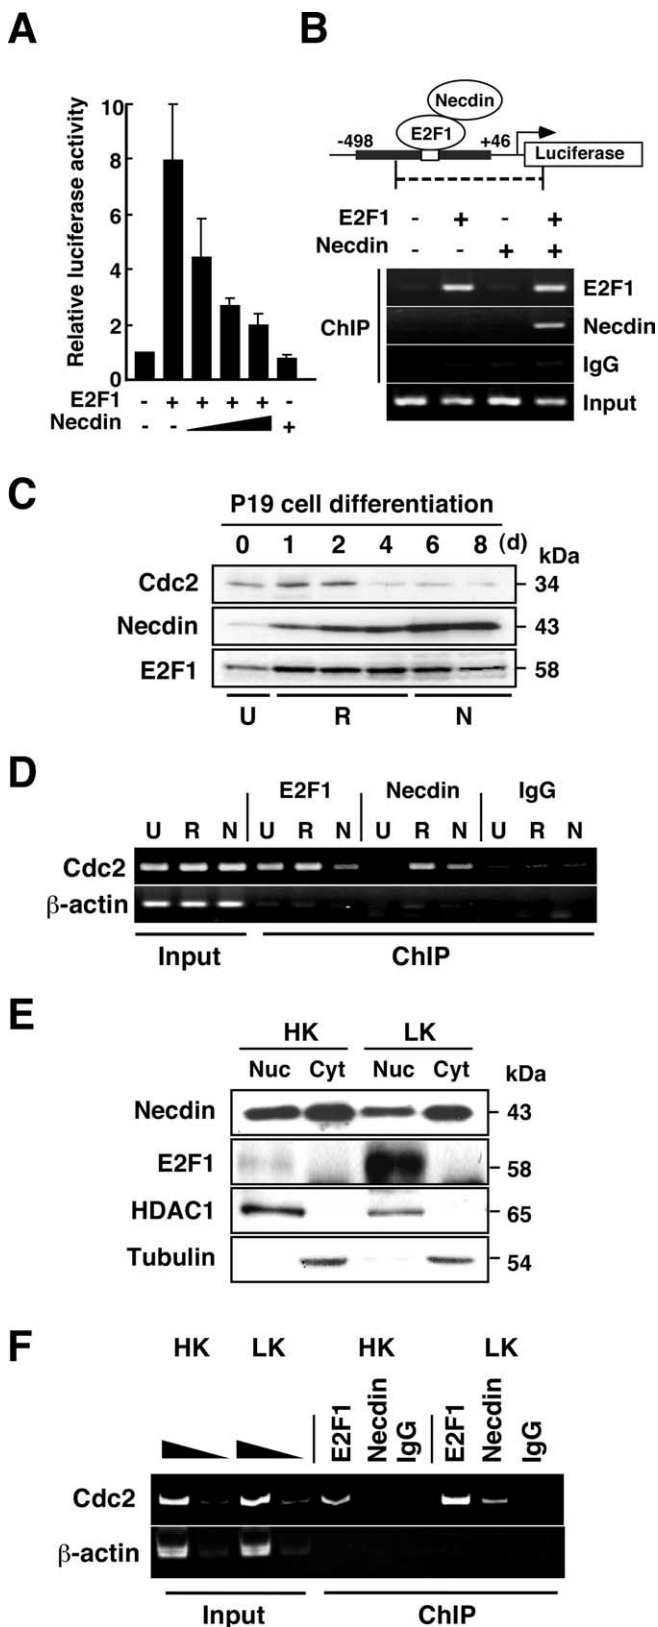 A
Relative luciferase activity
10
8
6
4
2
0
E2F1 - + + + + -
Necdin - - +
B
Necdin
E2F1
-498 +46
Luciferase
E2F1 - + - +
Necdin - - + +
ChIP
E2F1
Necdin
IgG
Input
C
P19 cell differentiation
0 1 2 4 6 8 (d)
kDa
Cdc2 34
Necdin 43
E2F1 58
U R N
D
E2F1 Necdin IgG
U R N U R N U R N U R N
Cdc2
β-actin
Input ChIP
E
HK LK
Nuc Cyt Nuc Cyt kDa
Necdin 43
E2F1 58
HDAC1 65
Tubulin 54
F
HK LK HK LK
E2F1 Necdin IgG E2F1 Necdin IgG
Cdc2
β-actin
Input ChIP